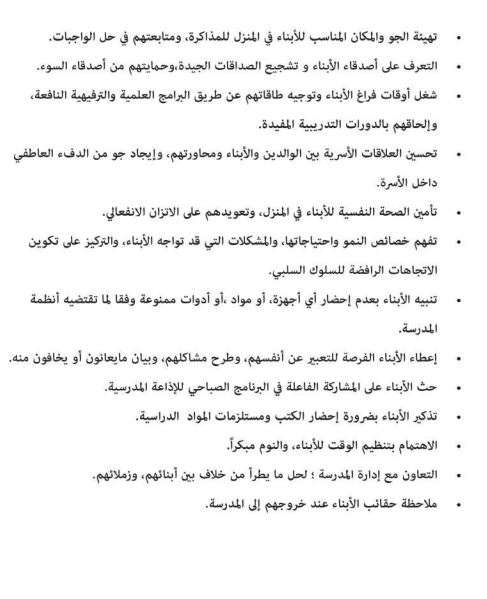 • تهيئة الجو والمكان المناسب للأبناء في المنزل للمذاكرة، ومتابعتهم في حل الواجبات.
• التعرف على أصدقاء الأبناء و تشجيع الصداقات الجيدة،وحمايتهم من أصدقاء السوء.
• شغل أوقات فراغ الأبناء وتوجيه طاقاتهم عن طريق البرامج العلمية والترفيهية النافعة،
وإلحاقهم بالدورات التدريبية المفيدة.
• تحسين العلاقات الأسرية بين الوالدين والأبناء ومحاورتهم، وإيجاد جو من الدفء العاطفي
داخل الأسرة.
• تأمين الصحة النفسية للأبناء في المنزل، وتعويدهم على الاتزان الانفعالي.
• تفهم خصائص النمو واحتياجاتها، والمشكلات التي قد تواجه الأبناء، والتركيز على تكوين
الاتجاهات الرافضة للسلوك السلبي.
• تنبيه الأبناء بعدم إحضار أي أجهزة، أو مواد ،أو أدوات ممنوعة وفقا لما تقتضيه أنظمة
المدرسة.
• إعطاء الأبناء الفرصة للتعبير عن أنفسهم، وطرح مشاكلهم، وبيان مايعانون أو يخافون منه.
• حث الأبناء على المشاركة الفاعلة في البرنامج الصباحي للإذاعة المدرسية.
• تذكير الأبناء بضرورة إحضار الكتب ومستلزمات المواد الدراسية.
• الاهتمام بتنظيم الوقت للأبناء، والنوم مبكراً.
• التعاون مع إدارة المدرسة ؛ لحل ما يطرأ من خلاف بين أبنائهم، وزملائهم.
• ملاحظة حقائب الأبناء عند خروجهم إلى المدرسة.